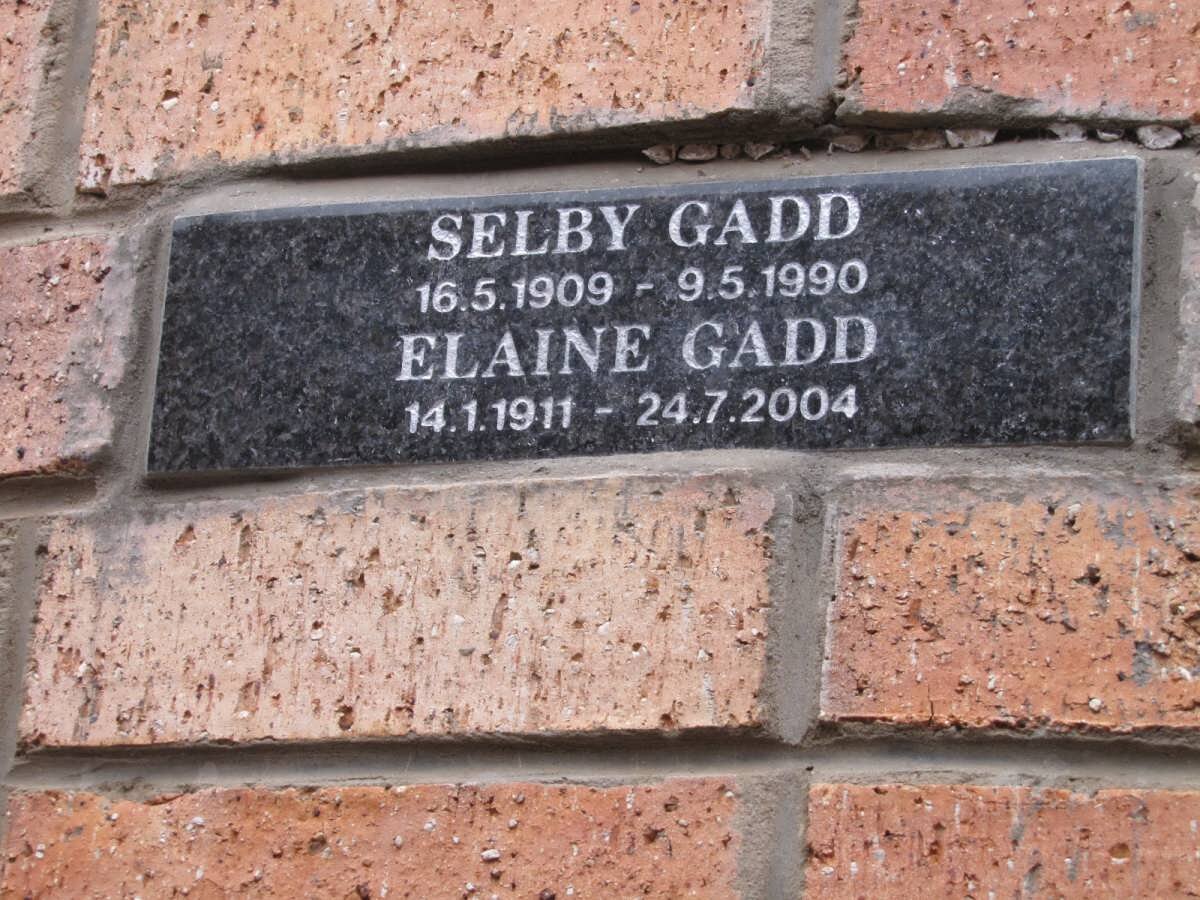 SELBY GADD
16.5.1909 - 9.5.1990
ELAINE GADD
14.1.1911 - 24.7.2004